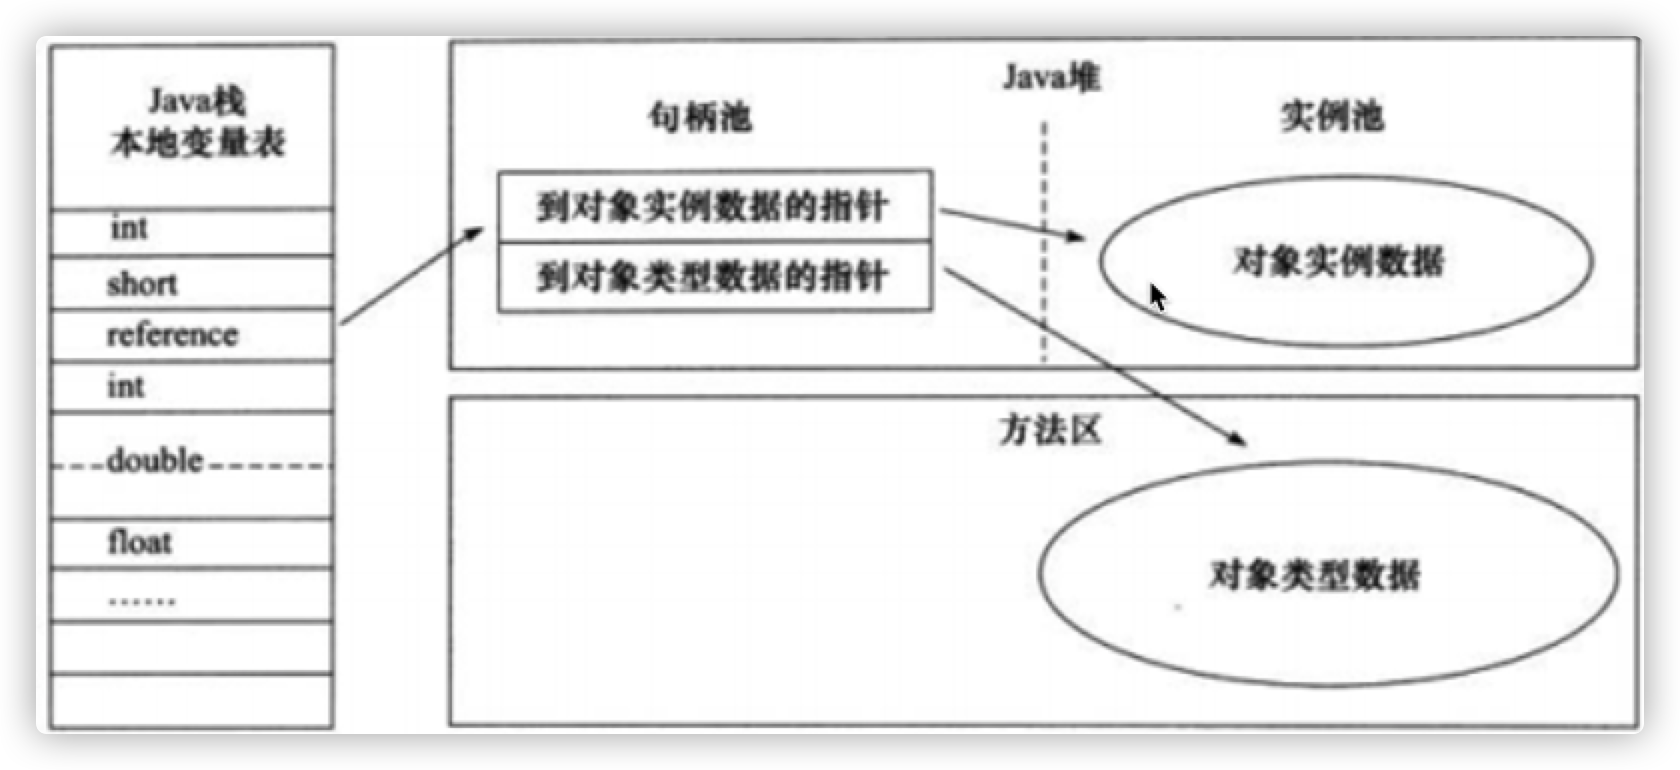 Java栈
本地变量表
int
short
reference
int
double
float
……
Java堆
句柄池
实例池
到对象实例数据的指针
到对象类型数据的指针
对象实例数据
方法区
对象类型数据